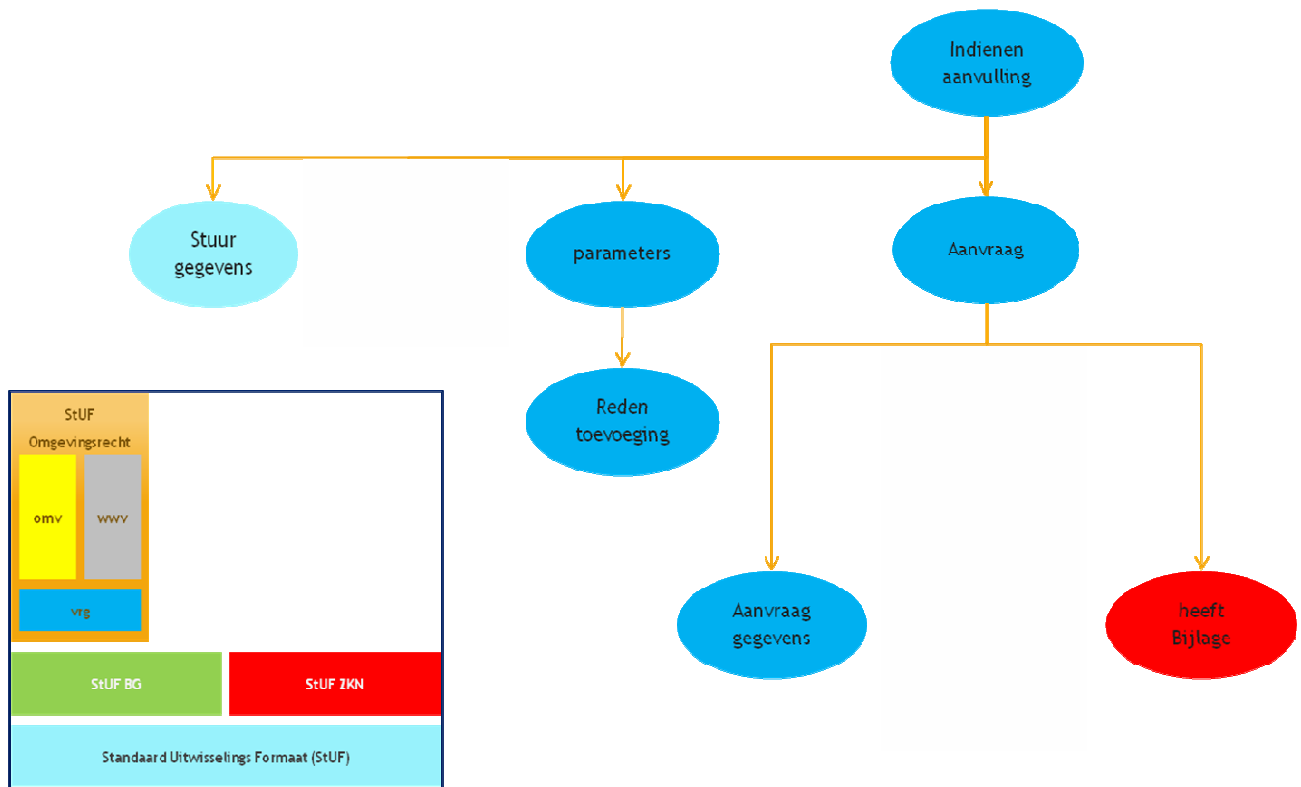 Indienen
aanvulling
Stuur
gegevens
parameters
Aanvraag
Reden
toevoeging
Aanvraag
gegevens
heeft
Bijlage
StUF
Omgevingsrecht
omv
wwv
vrg
StUF BG
StUF ZKN
Standaard Uitwisselings Formaat (StUF)